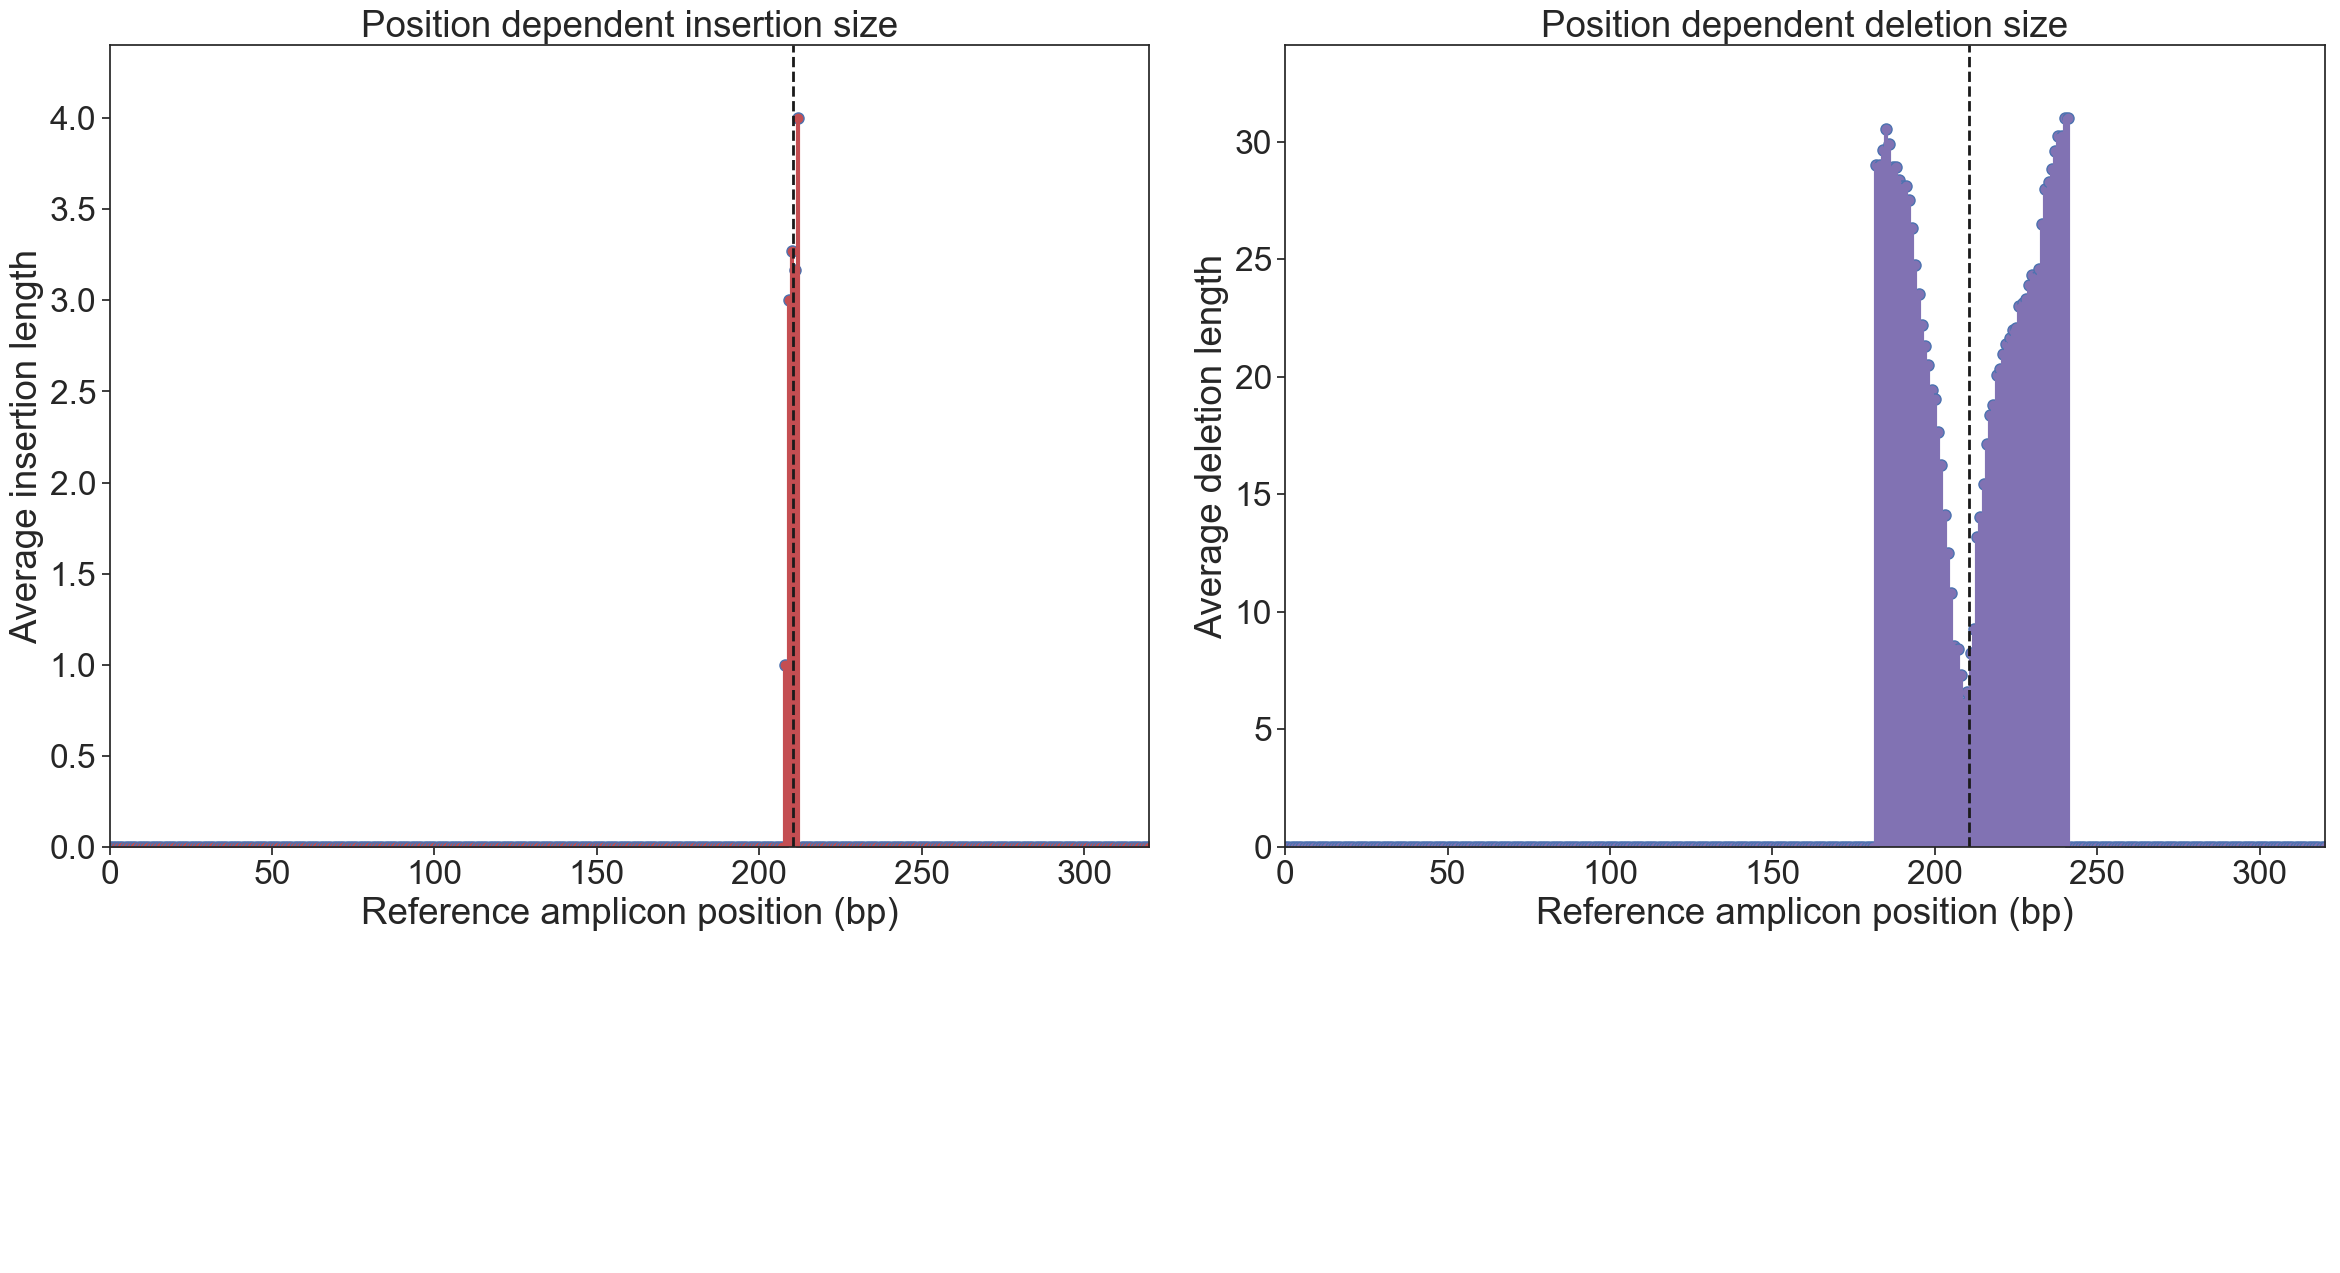 Position dependent insertion size
Average insertion length
4.0
3.5
3.0
2.5
2.0
1.5
1.0
0.5
0.0
0 50 100 150 200 250 300
Reference amplicon position (bp)
Position dependent deletion size
Average deletion length
30
25
20
15
10
5
0
0 50 100 150 200 250 300
Reference amplicon position (bp)